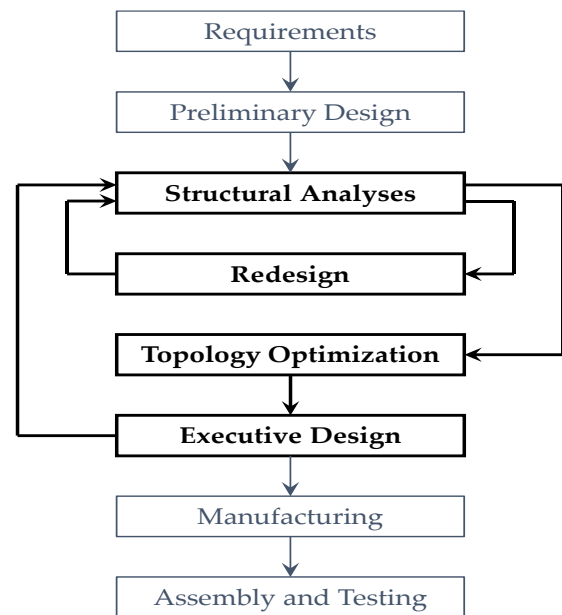 Requirements
Preliminary Design
Structural Analyses
Redesign
Topology Optimization
Executive Design
Manufacturing
Assembly and Testing